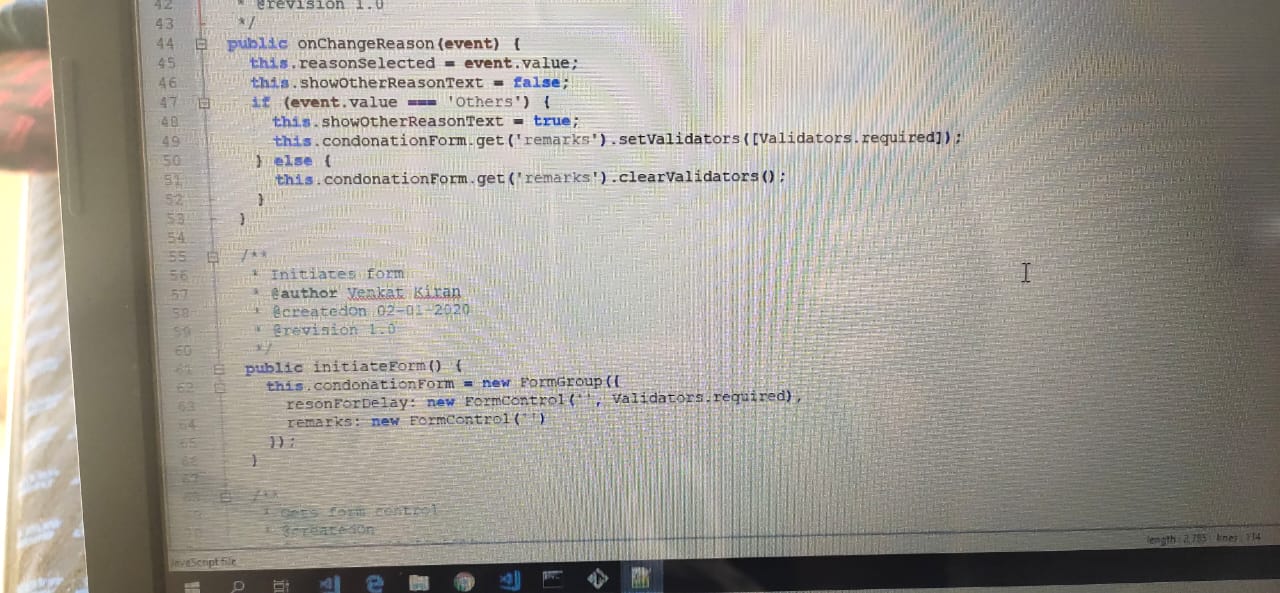 42 * @revision 1.0
43 */
44 public onChangeReason(event) {
45 this.reasonSelected = event.value;
46 this.showOtherReasonText = false;
47 if (event.value === 'Others') {
48 this.showOtherReasonText = true;
49 this.condonationForm.get('remarks').setValidators([Validators.required]);
50 } else {
51 this.condonationForm.get('remarks').clearValidators();
52 }
53 }
54
55 /**
56 * Initiates form
57 * @author Venkat Kiran
58 * @createdOn 02-01-2020
59 * @revision 1.0
60 */
61 public initiateForm() {
62 this.condonationForm = new FormGroup({
63 resonForDelay: new FormControl('', Validators.required),
64 remarks: new FormControl('')
65 });
66 }
67
/**
* Gets form control
* @createdOn
JavaScript file length : 2,785 lines : 114